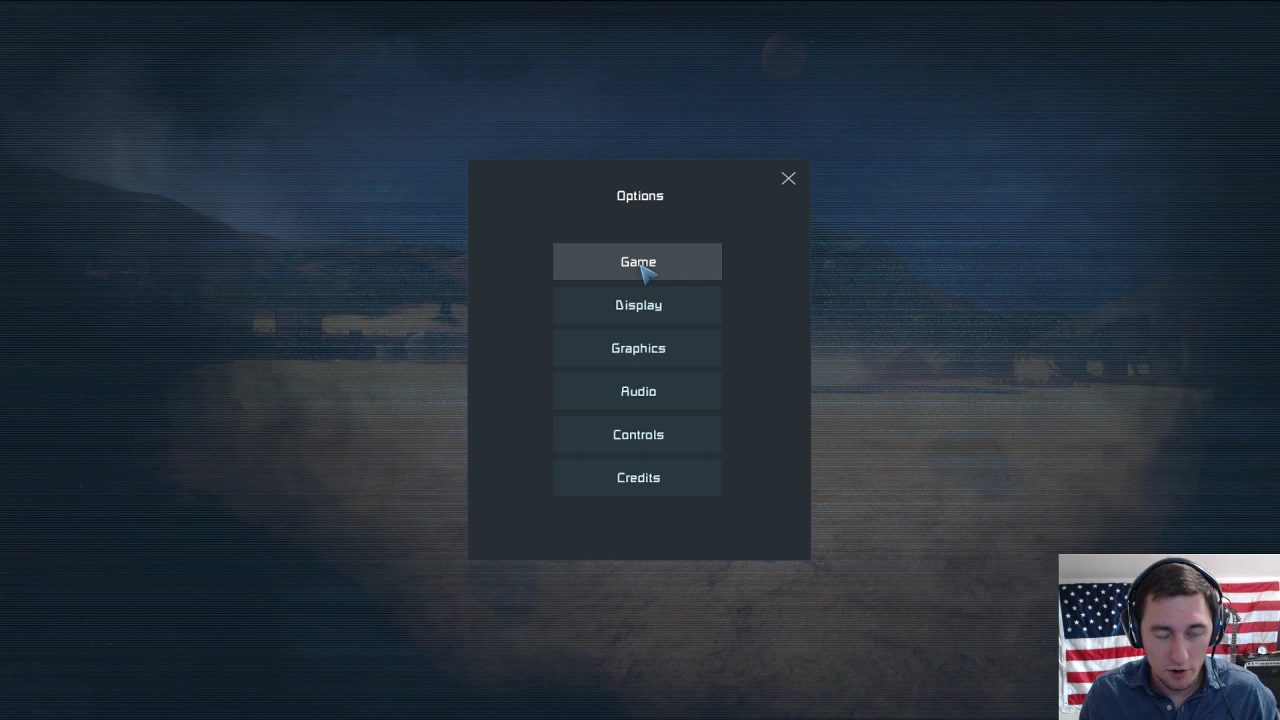 Options
Game
Display
Graphics
Audio
Controls
Credits